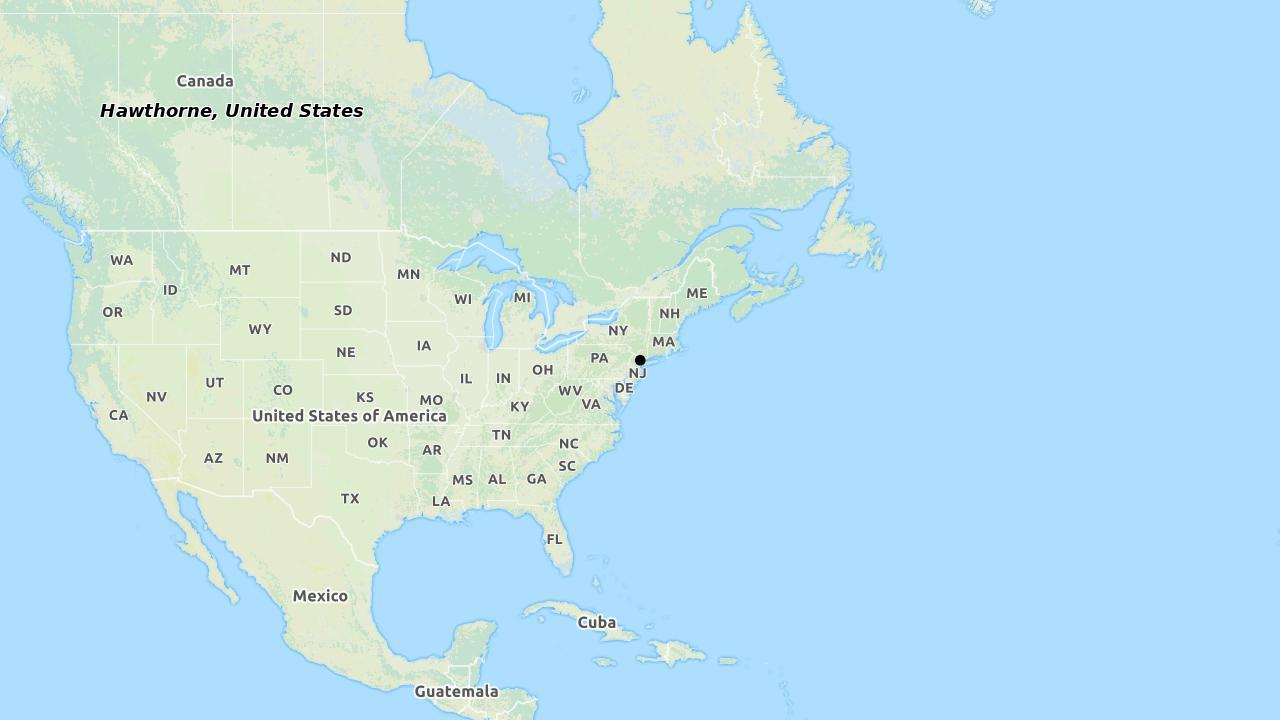 Canada
Hawthorne, United States
WA
MT
ND
MN
ID
OR
SD
WI
MI
ME
NH
WY
NY
MA
NE
IA
PA
NJ
OH
UT
CO
IL
IN
DE
NV
KS
MO
WV
VA
CA
KY
United States of America
OK
AR
TN
NC
AZ
NM
SC
TX
MS
AL
GA
LA
FL
Mexico
Cuba
Guatemala